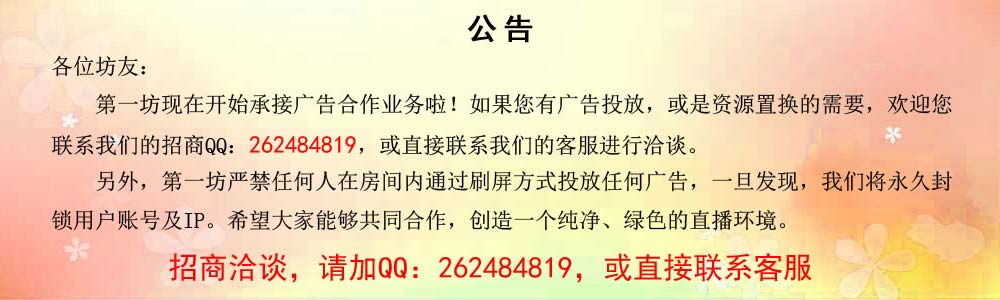 公 告
各位坊友：
第一坊现在开始承接广告合作业务啦！如果您有广告投放，或是资源置换的需要，欢迎您
联系我们的招商QQ：262484819，或直接联系我们的客服进行洽谈。
另外，第一坊严禁任何人在房间内通过刷屏方式投放任何广告，一旦发现，我们将永久封
锁用户账号及IP。希望大家能够共同合作，创造一个纯净、绿色的直播环境。
招商洽谈，请加QQ：262484819，或直接联系客服